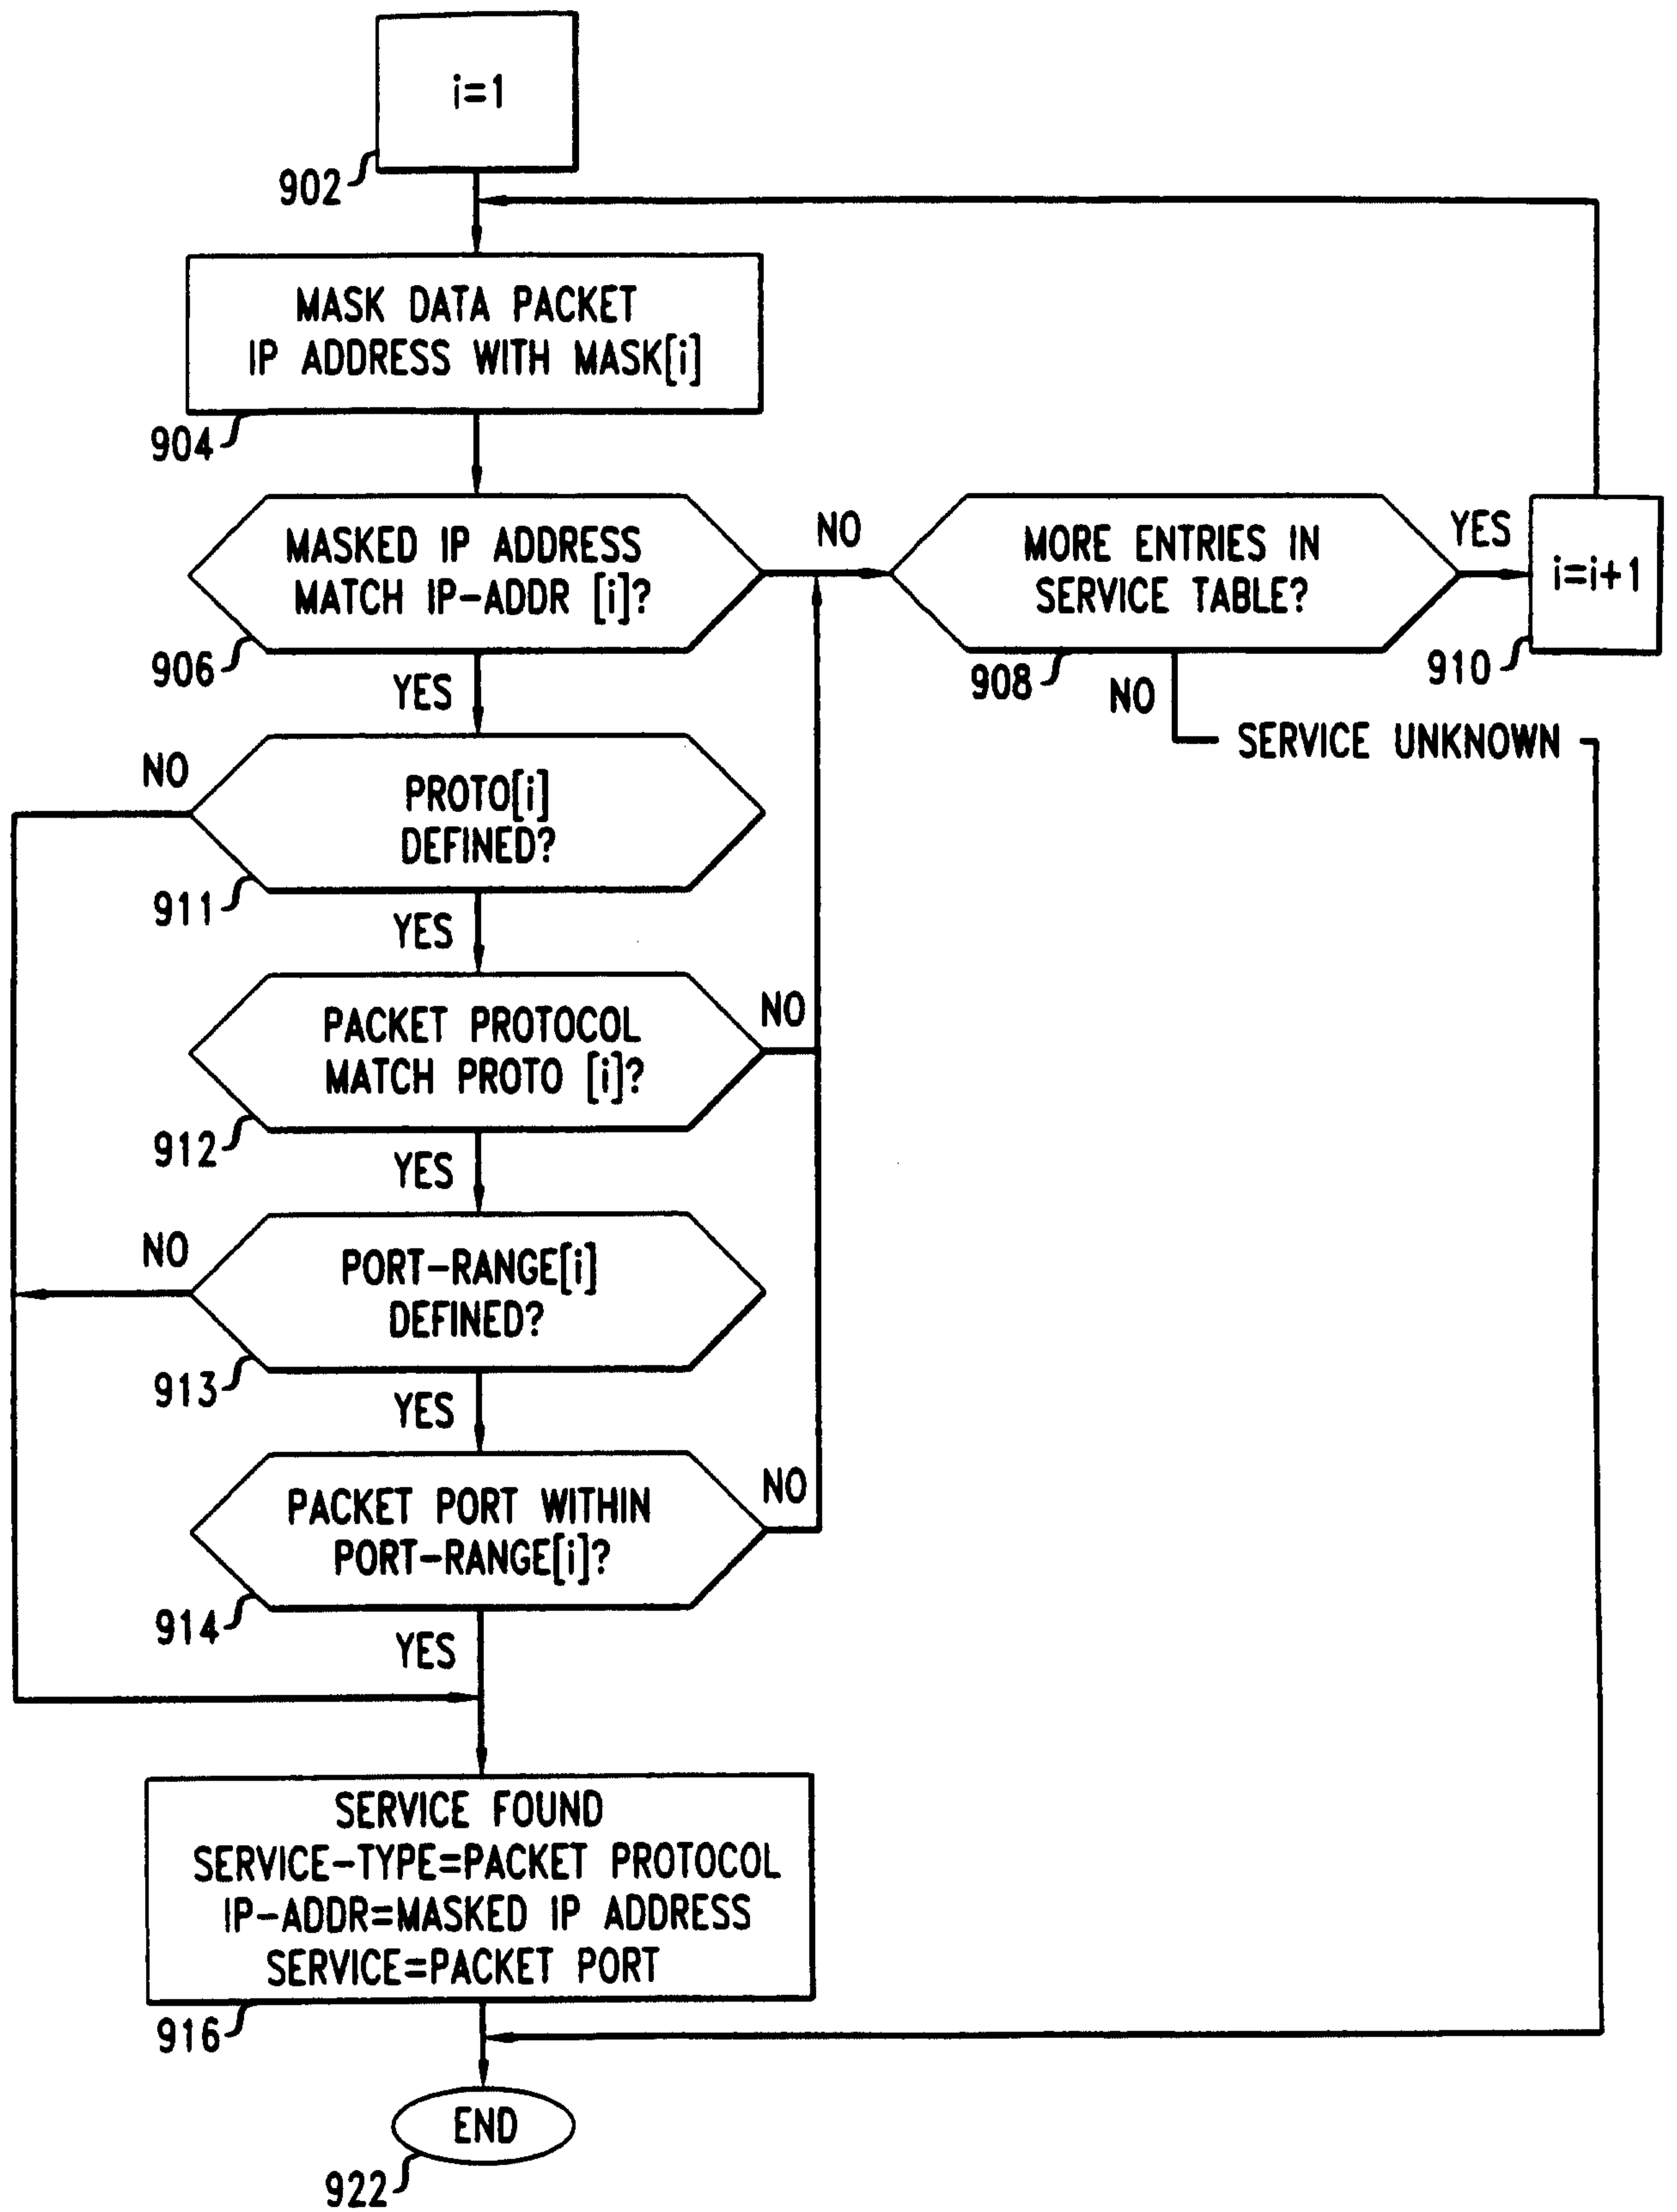 i=1
902
MASK DATA PACKET
IP ADDRESS WITH MASK[i]
904
MASKED IP ADDRESS
MATCH IP-ADDR [i]?
906
NO
MORE ENTRIES IN
SERVICE TABLE?
908
YES
i=i+1
910
NO
SERVICE UNKNOWN
YES
NO
PROTO[i]
DEFINED?
911
YES
PACKET PROTOCOL
MATCH PROTO [i]?
912
NO
YES
NO
PORT-RANGE[i]
DEFINED?
913
YES
PACKET PORT WITHIN
PORT-RANGE[i]?
914
NO
YES
SERVICE FOUND
SERVICE-TYPE=PACKET PROTOCOL
IP-ADDR=MASKED IP ADDRESS
SERVICE=PACKET PORT
916
END
922